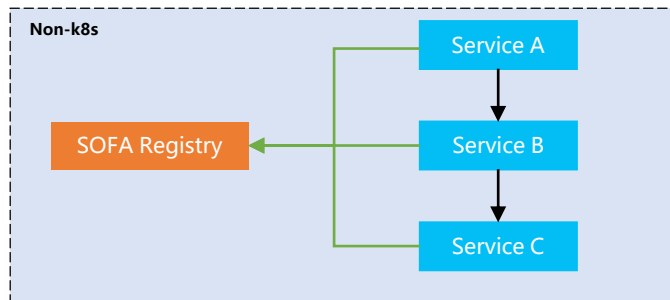 Non-k8s
Service A
SOFA Registry
Service B
Service C